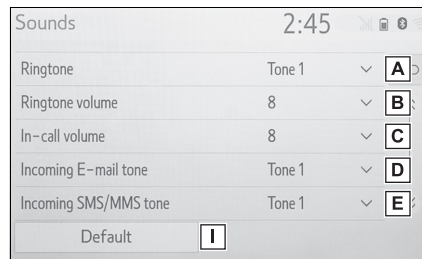 Sounds 2:45
Ringtone Tone 1 A
Ringtone volume 8 B
In-call volume 8 C
Incoming E-mail tone Tone 1 D
Incoming SMS/MMS tone Tone 1 E
Default I